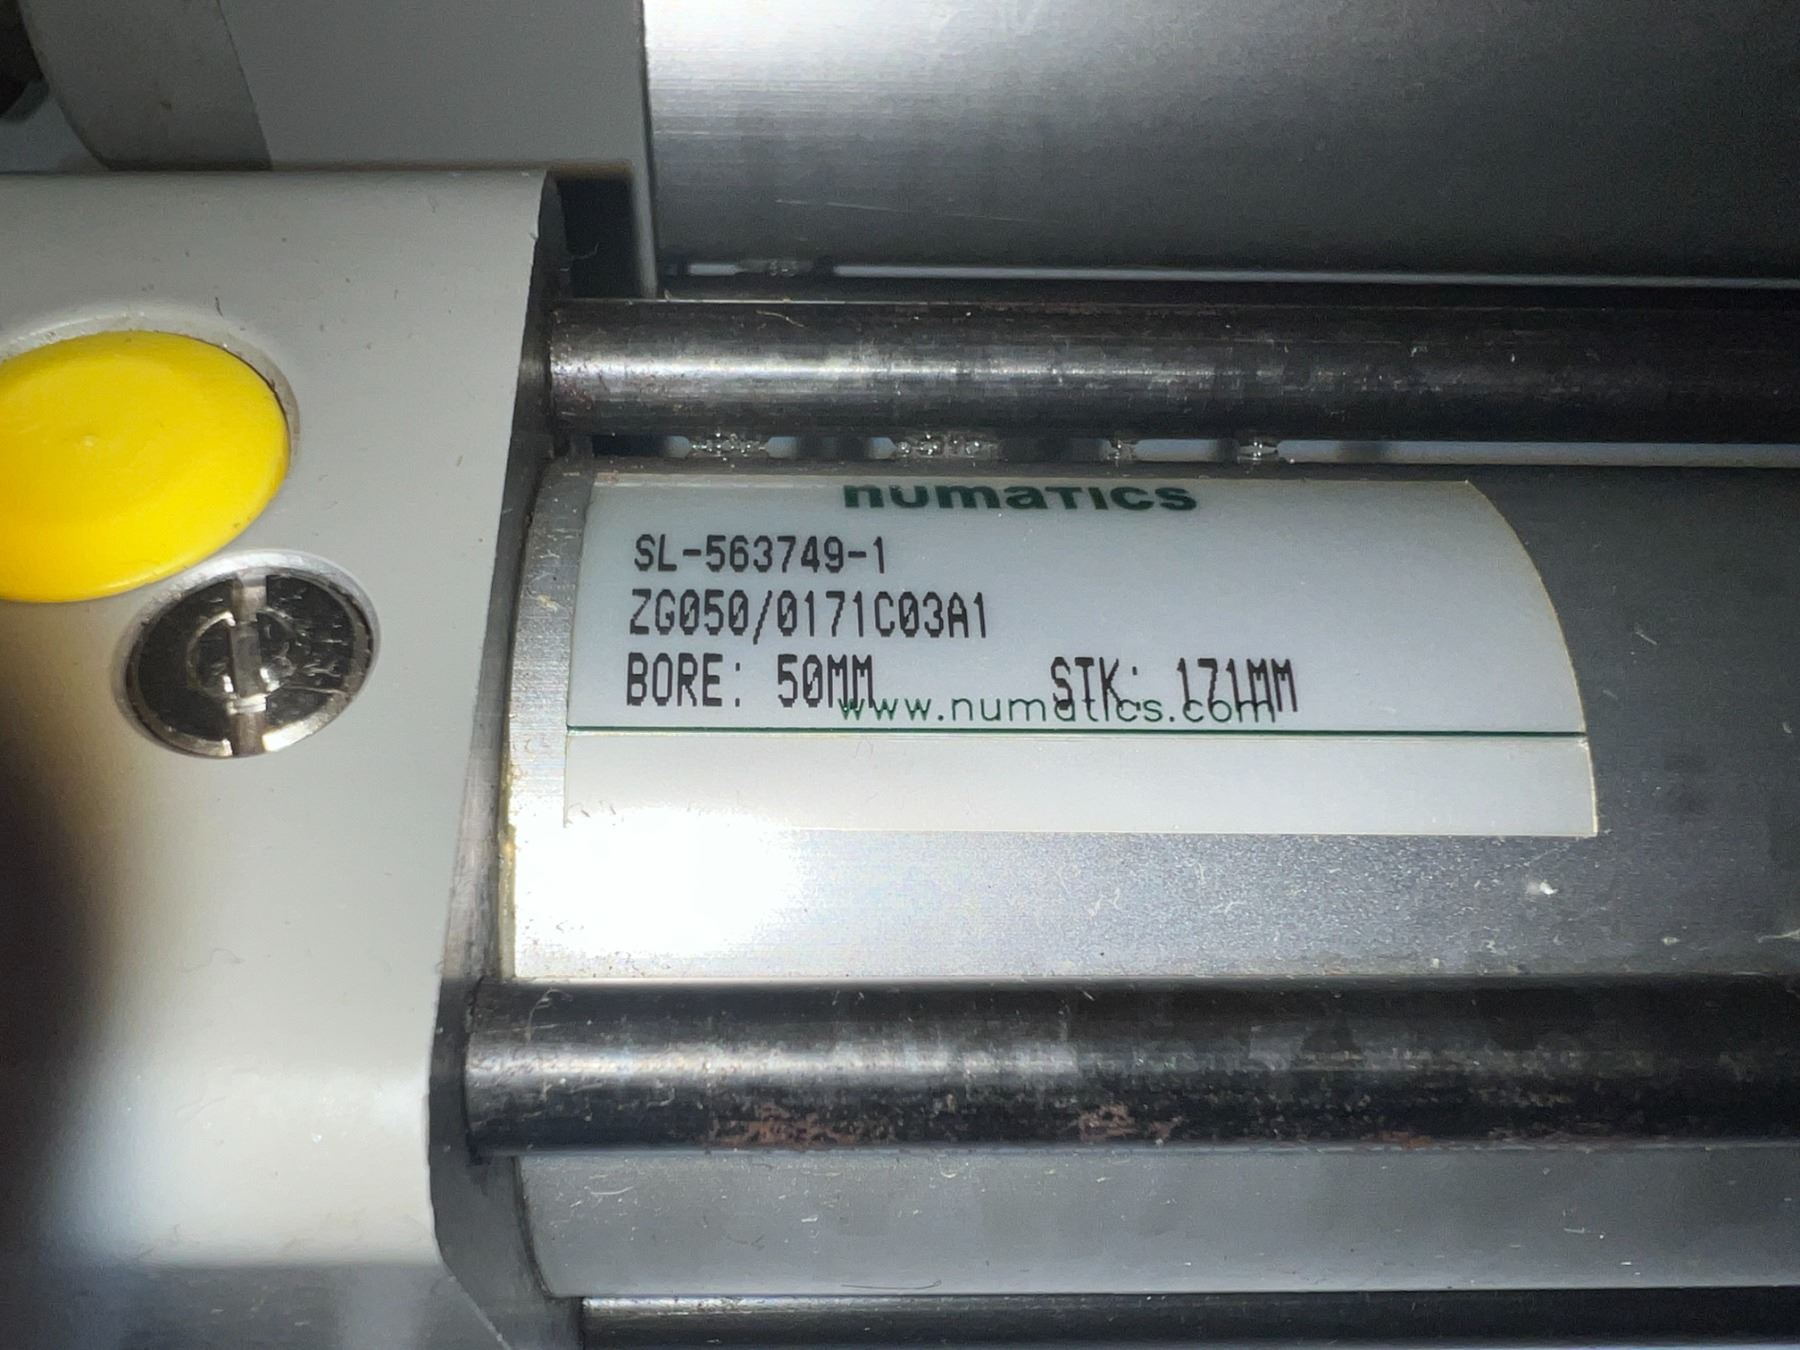 numatics
SL-563749-1
ZG050/0171C03A1
BORE: 50MM STK: 171MM
www.numatics.com